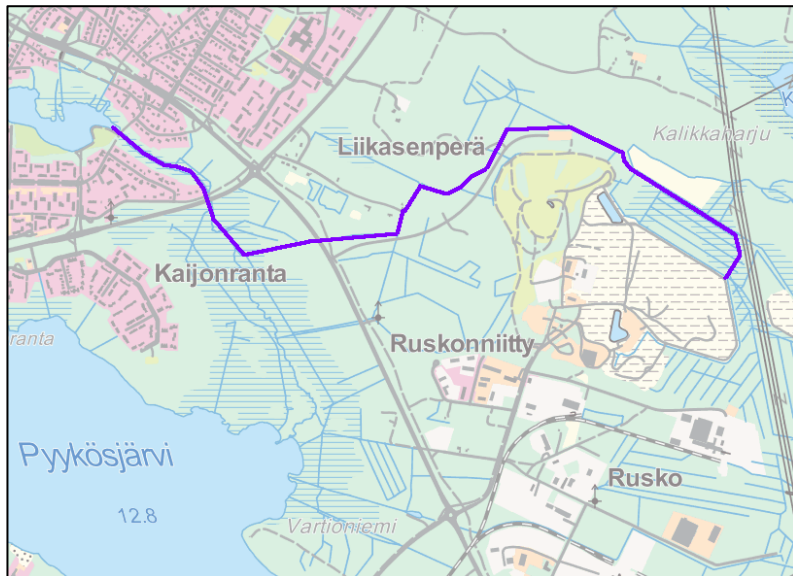 Kalikkaharju
Liikasenperä
Kaijonranta
ranta
Ruskonniitty
Pyykösjärvi
Rusko
12.8
Vartioniemi